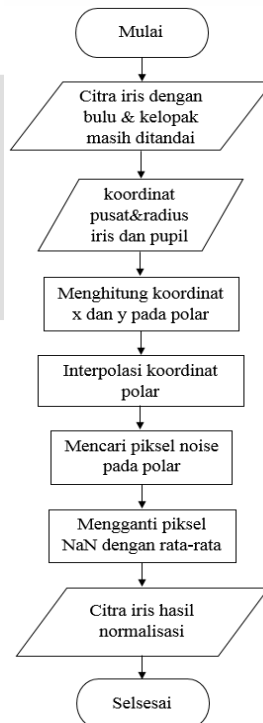 Mulai
Citra iris dengan
bulu & kelopak
masih ditandai
koordinat
pusat&radius
iris dan pupil
Menghitung koordinat
x dan y pada polar
Interpolasi koordinat
polar
Mencari piksel noise
pada polar
Mengganti piksel
NaN dengan rata-rata
Citra iris hasil
normalisasi
Selsesai